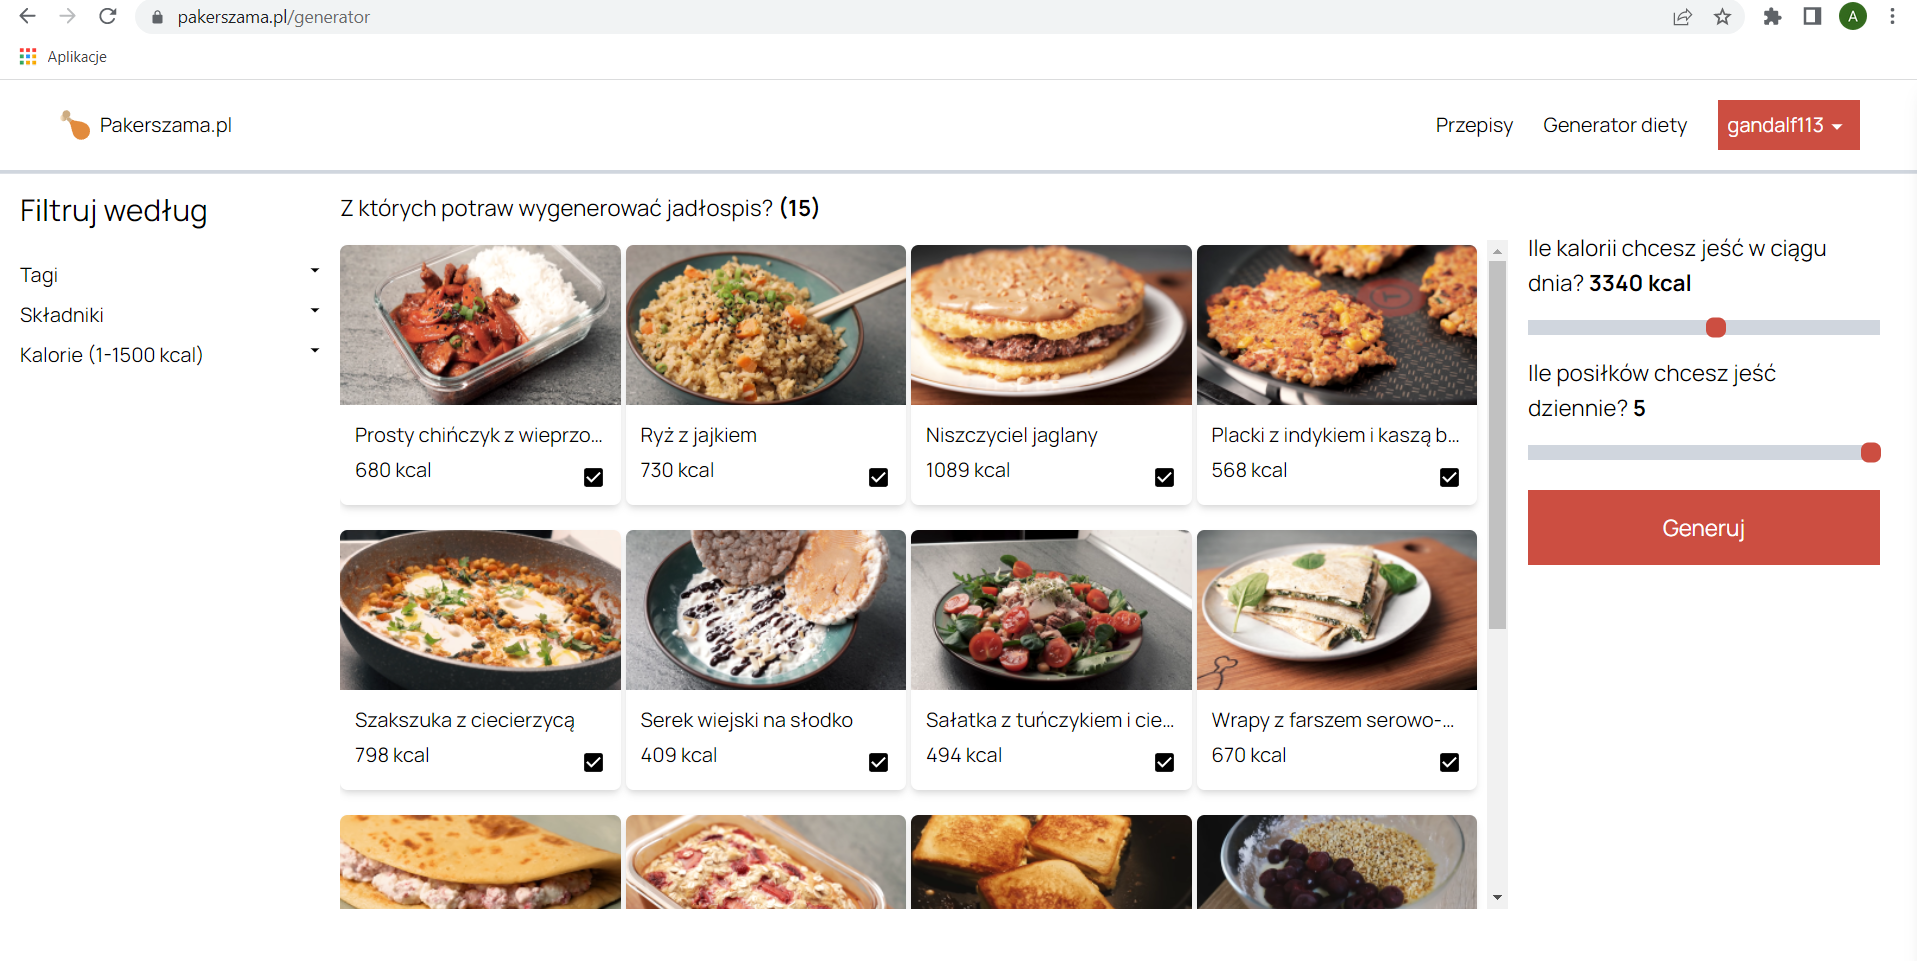 pakerszama.pl/generator
A
Aplikacje
Pakerszama.pl
Przepisy
Generator diety
gandalf113
Filtruj według
Tagi
Składniki
Kalorie (1-1500 kcal)
Z których potraw wygenerować jadłospis? (15)
Prosty chińczyk z wieprzo...
680 kcal
Ryż z jajkiem
730 kcal
Niszczyciel jaglany
1089 kcal
Placki z indykiem i kaszą b...
568 kcal
Szakszuka z ciecierzycą
798 kcal
Serek wiejski na słodko
409 kcal
Sałatka z tuńczykiem i cie...
494 kcal
Wrapy z farszem serowo-...
670 kcal
Ile kalorii chcesz jeść w ciągu
dnia? 3340 kcal
Ile posiłków chcesz jeść
dziennie? 5
Generuj